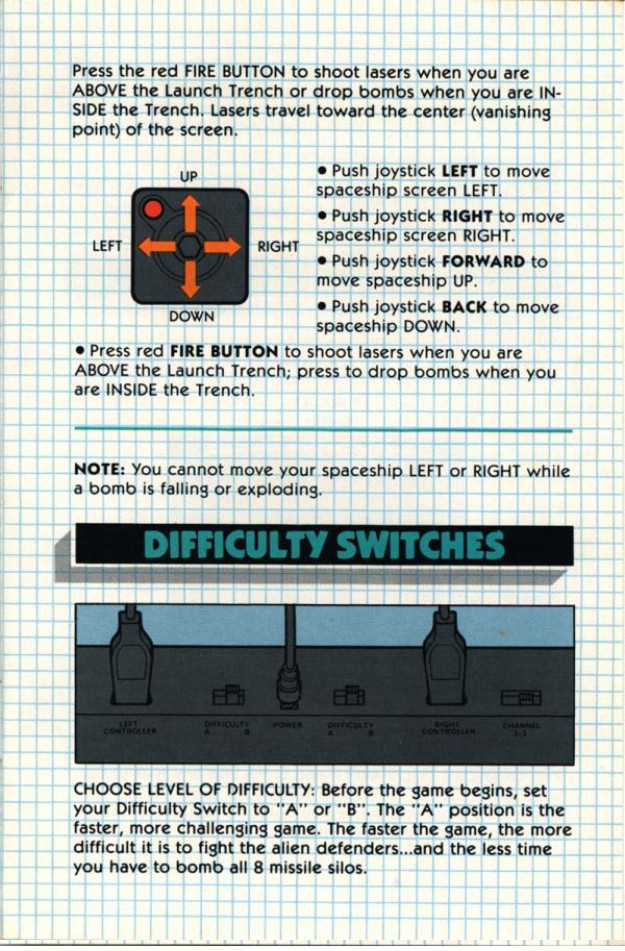 Press the red FIRE BUTTON to shoot lasers when you are
ABOVE the Launch Trench or drop bombs when you are IN-
SIDE the Trench. Lasers travel toward the center (vanishing
point) of the screen.
UP
LEFT
RIGHT
DOWN
• Push joystick LEFT to move
spaceship screen LEFT.
• Push joystick RIGHT to move
spaceship screen RIGHT.
• Push joystick FORWARD to
move spaceship UP.
• Push joystick BACK to move
spaceship DOWN.
• Press red FIRE BUTTON to shoot lasers when you are
ABOVE the Launch Trench; press to drop bombs when you
are INSIDE the Trench.
NOTE: You cannot move your spaceship LEFT or RIGHT while
a bomb is falling or exploding.
DIFFICULTY SWITCHES
LEFT
CONTROLLER
DIFFICULTY
A B
POWER
DIFFICULTY
A B
RIGHT
CONTROLLER
CHANNEL
2-3
CHOOSE LEVEL OF DIFFICULTY: Before the game begins, set
your Difficulty Switch to "A" or "B". The "A" position is the
faster, more challenging game. The faster the game, the more
difficult it is to fight the alien defenders...and the less time
you have to bomb all 8 missile silos.